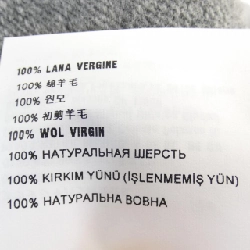 100% LANA VERGINE
100% 純羊毛
100% 원모
100% 初剪羊毛
100% WOL VIRGIN
100% НАТУРАЛЬНАЯ ШЕРСТЬ
100% KIRKIM YÜNÜ (İŞLENMEMİŞ YÜN)
100% НАТУРАЛЬНА ВОВНА